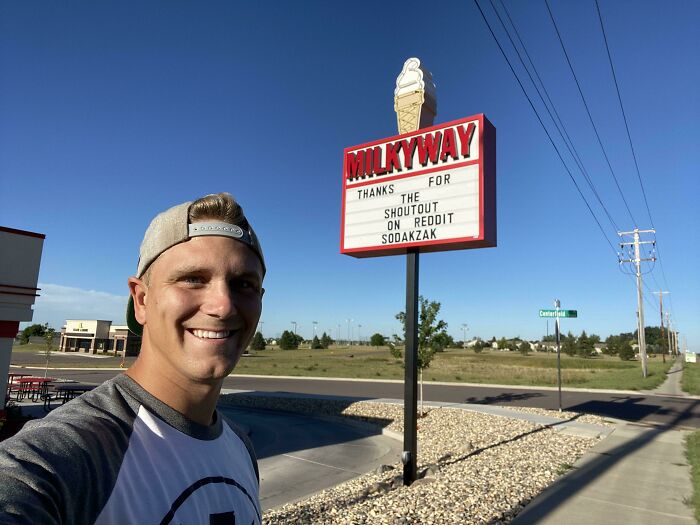 MILKYWAY
THANKS FOR
THE
SHOUTOUT
ON REDDIT
SODAKZAK
Centerfield